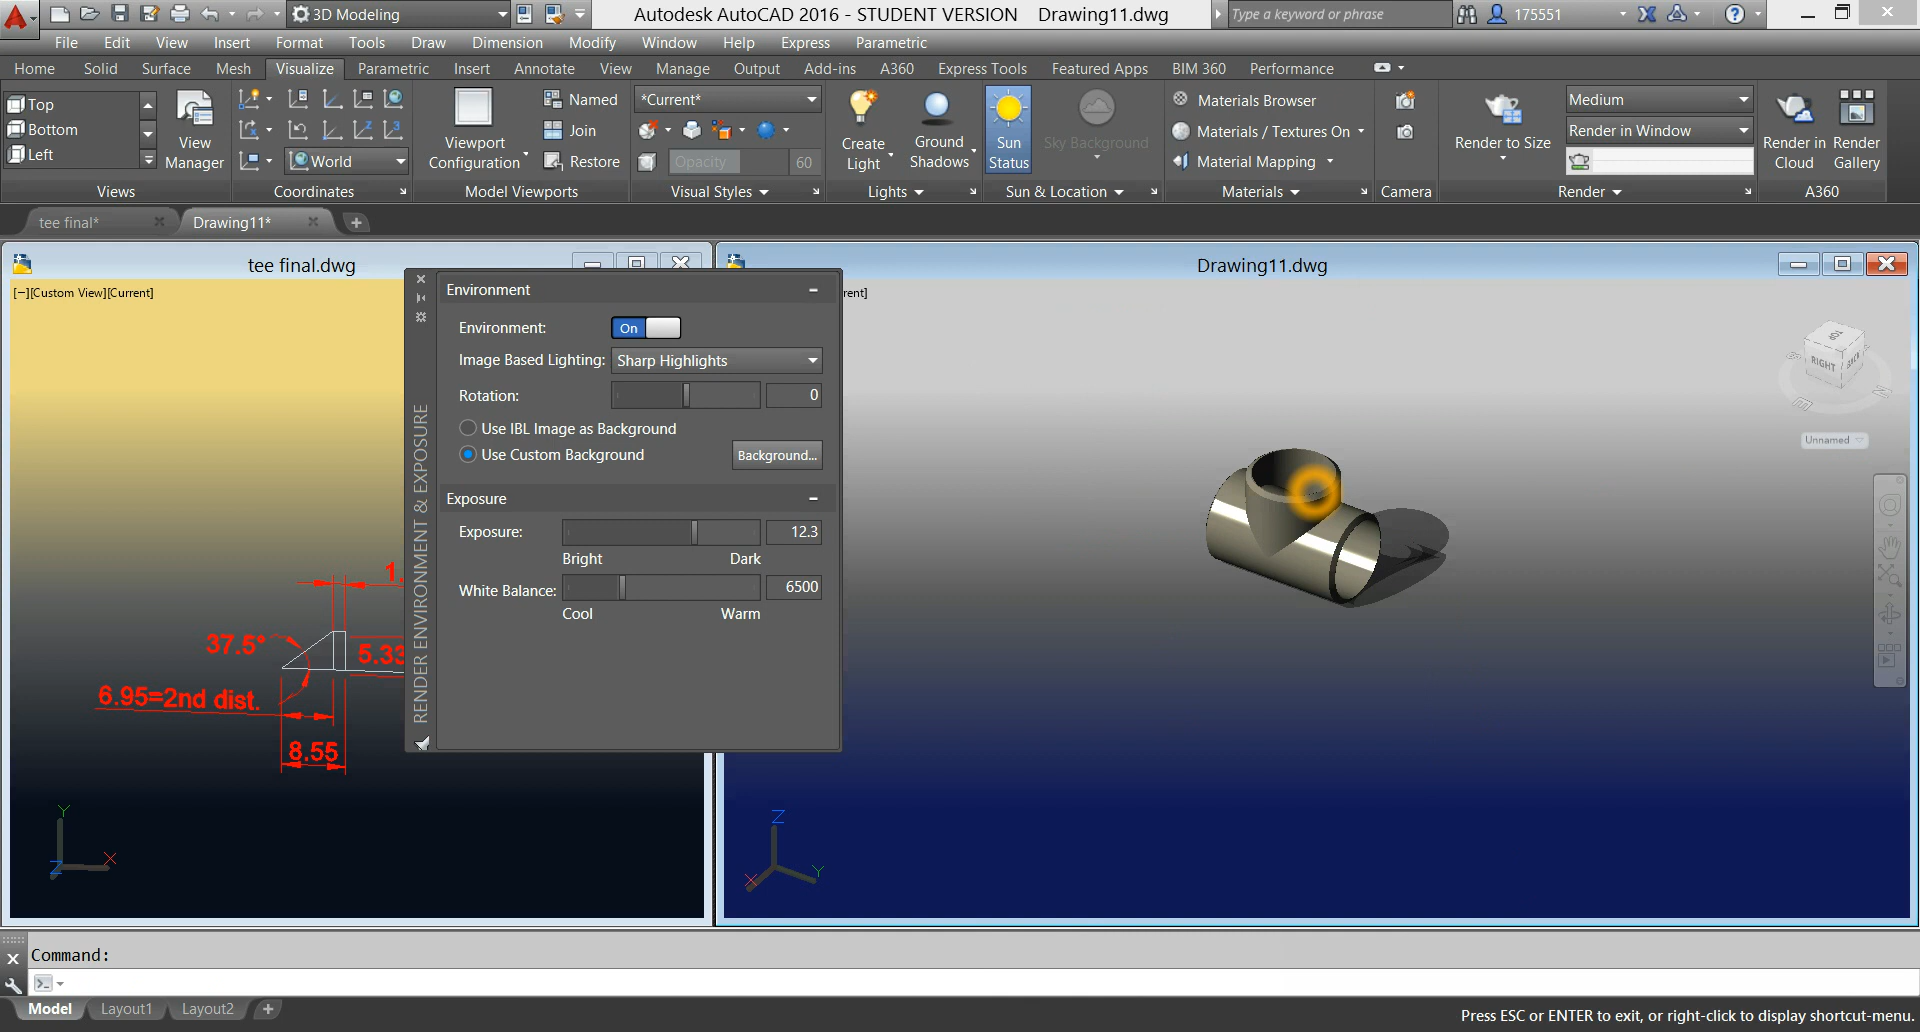 3D Modeling
Autodesk AutoCAD 2016 - STUDENT VERSION Drawing11.dwg
Type a keyword or phrase
175551
File Edit View Insert Format Tools Draw Dimension Modify Window Help Express Parametric
Home Solid Surface Mesh Visualize Parametric Insert Annotate View Manage Output Add-ins A360 Express Tools Featured Apps BIM 360 Performance
Top
Bottom
Left
View
Manager
Views
World
Coordinates
Viewport
Configuration
Named
Join
Restore
Model Viewports
*Current*
Opacity 60
Visual Styles
Create
Light
Ground
Shadows
Lights
Sun
Status
Sky Background
Sun & Location
Materials Browser
Materials / Textures On
Material Mapping
Materials
Camera
Render to Size
Medium
Render in Window
Render
Render in
Cloud
Render
Gallery
A360
tee final*
Drawing11*
tee final.dwg
[−][Custom View][Current]
37.5°
1.
5.33
6.95=2nd dist.
8.55
Y
Z
X
RENDER ENVIRONMENT & EXPOSURE
Environment
Environment: On
Image Based Lighting: Sharp Highlights
Rotation: 0
Use IBL Image as Background
Use Custom Background
Background...
Exposure
Exposure: 12.3
Bright Dark
White Balance: 6500
Cool Warm
Drawing11.dwg
rent]
TOP
RIGHT
BACK
N
E
Unnamed
Z
Y
X
Command:
Model Layout1 Layout2
Press ESC or ENTER to exit, or right-click to display shortcut-menu.